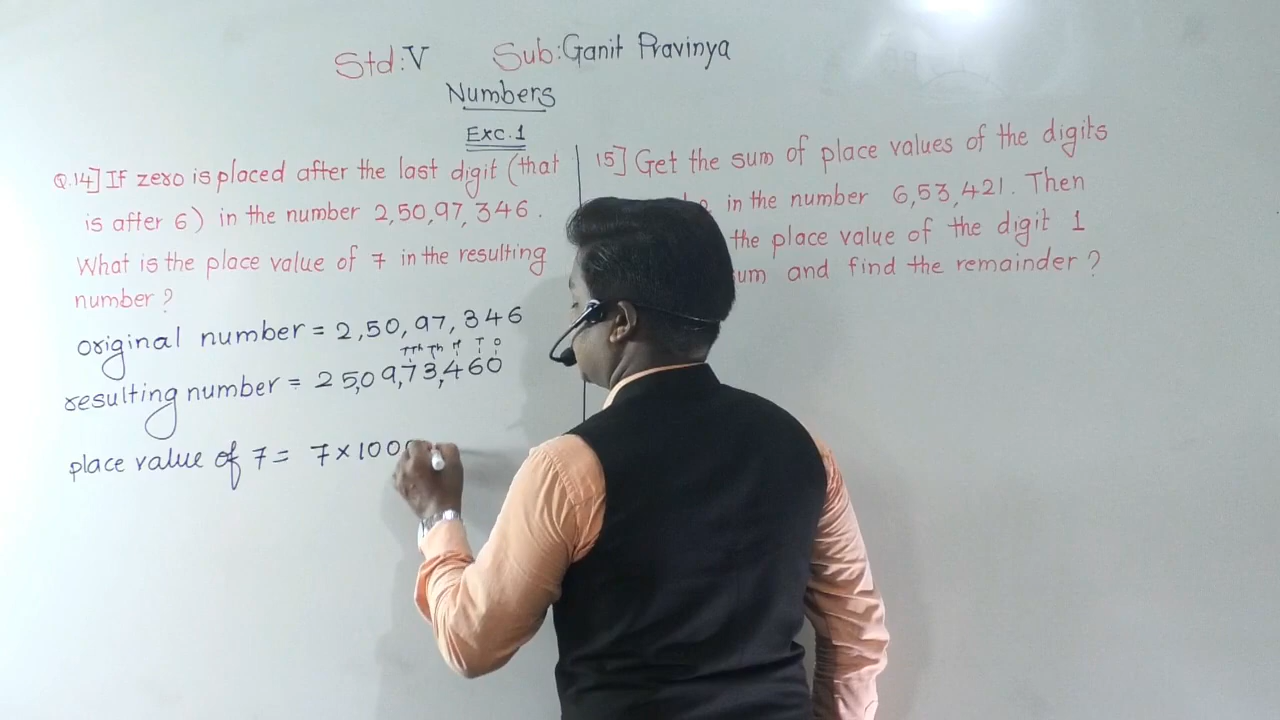 Std:V Sub:Ganit Pravinya
Numbers
Exc.1
Q.14] If zero is placed after the last digit (that
is after 6) in the number 2,50,97,346.
What is the place value of 7 in the resulting
number?
original number = 2,50,97,346
TTh Th H T O
resulting number = 25,09,73,460
place value of 7 = 7×100
15] Get the sum of place values of the digits
in the number 6,53,421. Then
the place value of the digit 1
and find the remainder?